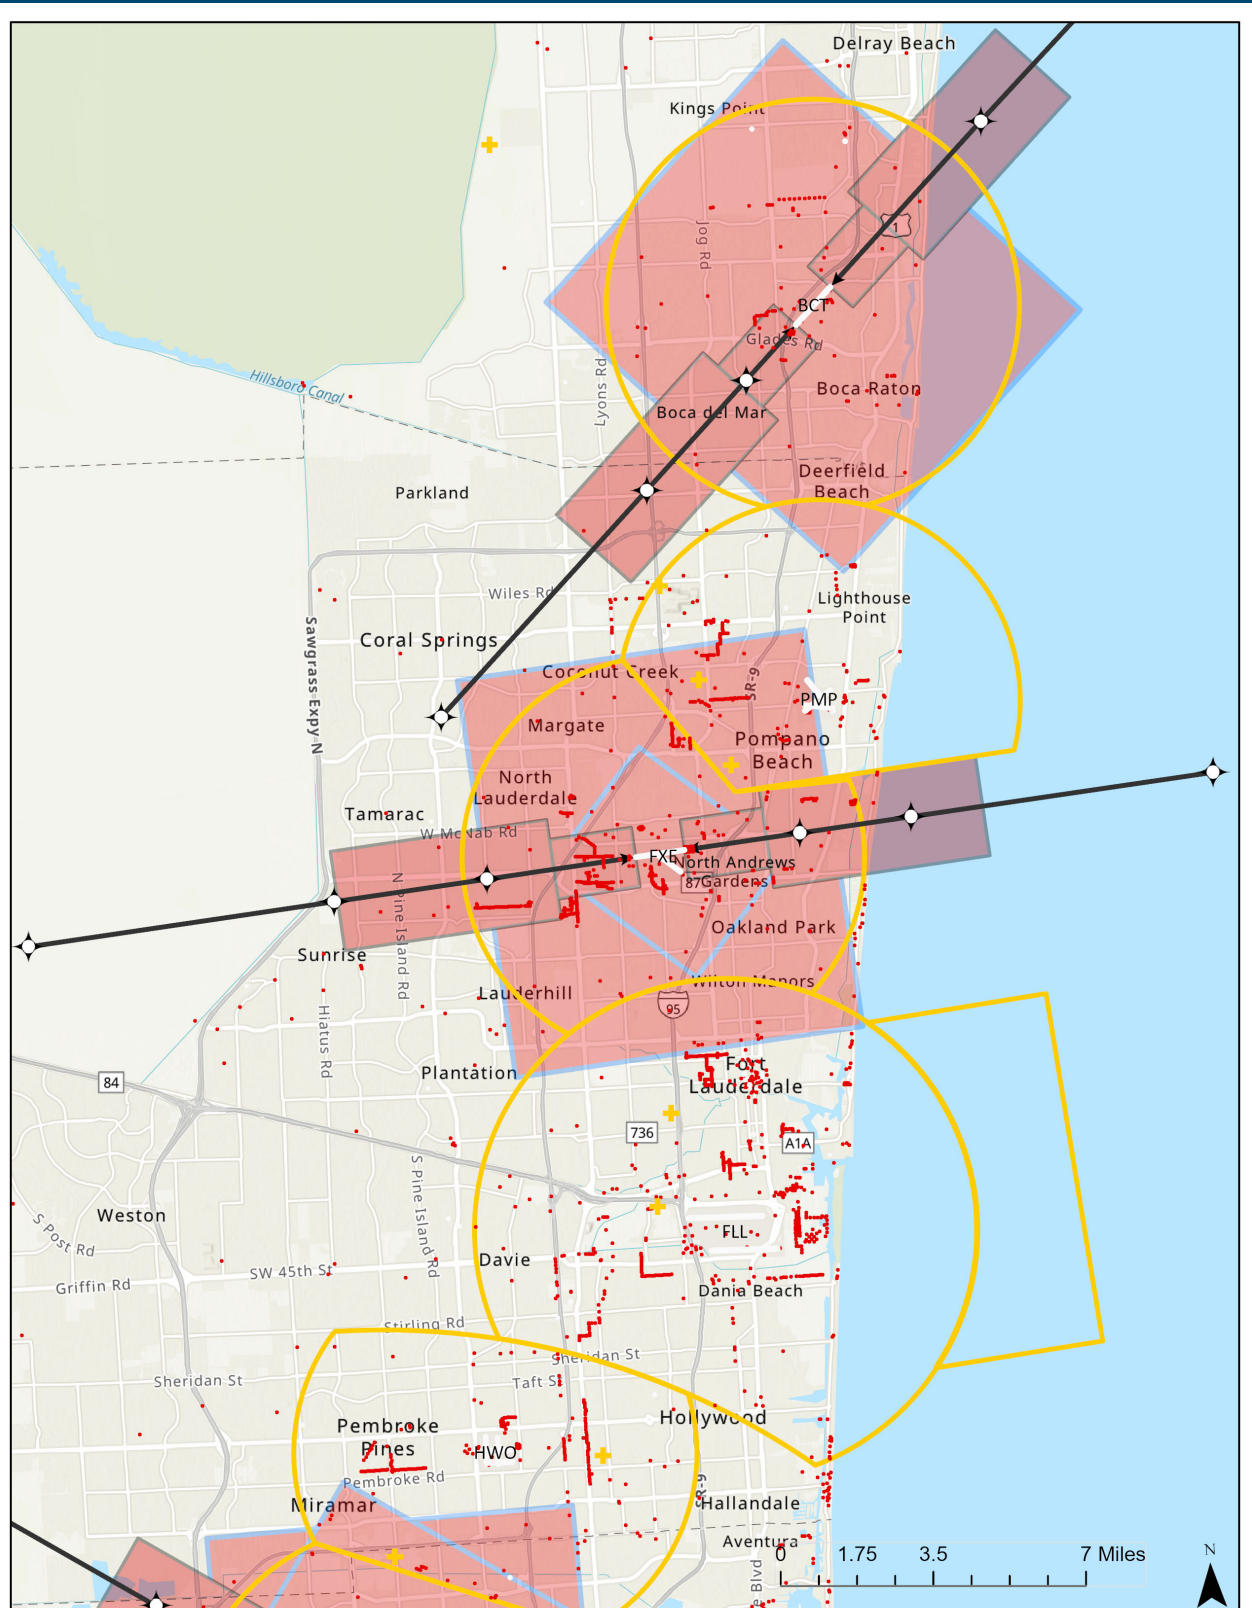 Delray Beach
Kings Point
Jog Rd
1
BCT
Glades Rd
Hillsboro Canal
Lyons Rd
Boca Raton
Boca del Mar
Deerfield
Beach
Parkland
Wiles Rd
Lighthouse
Point
Coral Springs
Sawgrass Expy N
Coconut Creek
SR-9
PMP
Margate
Pompano
Beach
North
Lauderdale
Tamarac
W McNab Rd
FXE
North Andrews
Gardens
87
N Pine Island Rd
Oakland Park
Sunrise
Wilton Manors
Lauderhill
95
Hiatus Rd
Plantation
Fort
Lauderdale
84
736
A1A
S Pine Island Rd
Weston
S Post Rd
FLL
Davie
SW 45th St
Griffin Rd
Dania Beach
Stirling Rd
Sheridan St
Sheridan St
Taft S
Hollywood
Pembroke
Pines
HWO
Pembroke Rd
SR-9
Miramar
Hallandale
Aventura
0 1.75 3.5 7 Miles
N
e Blvd